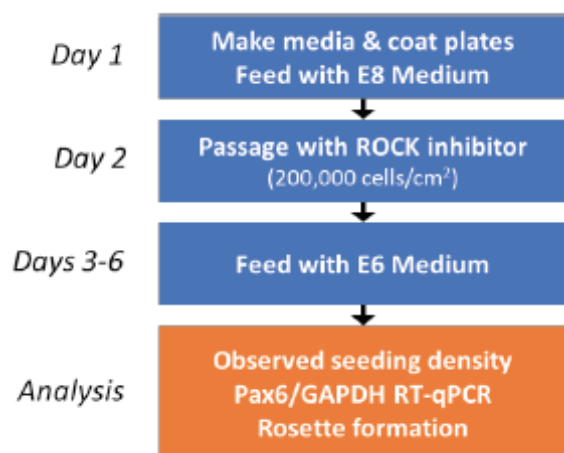 Day 1
Make media & coat plates
Feed with E8 Medium
Day 2
Passage with ROCK inhibitor
(200,000 cells/cm²)
Days 3-6
Feed with E6 Medium
Analysis
Observed seeding density
Pax6/GAPDH RT-qPCR
Rosette formation